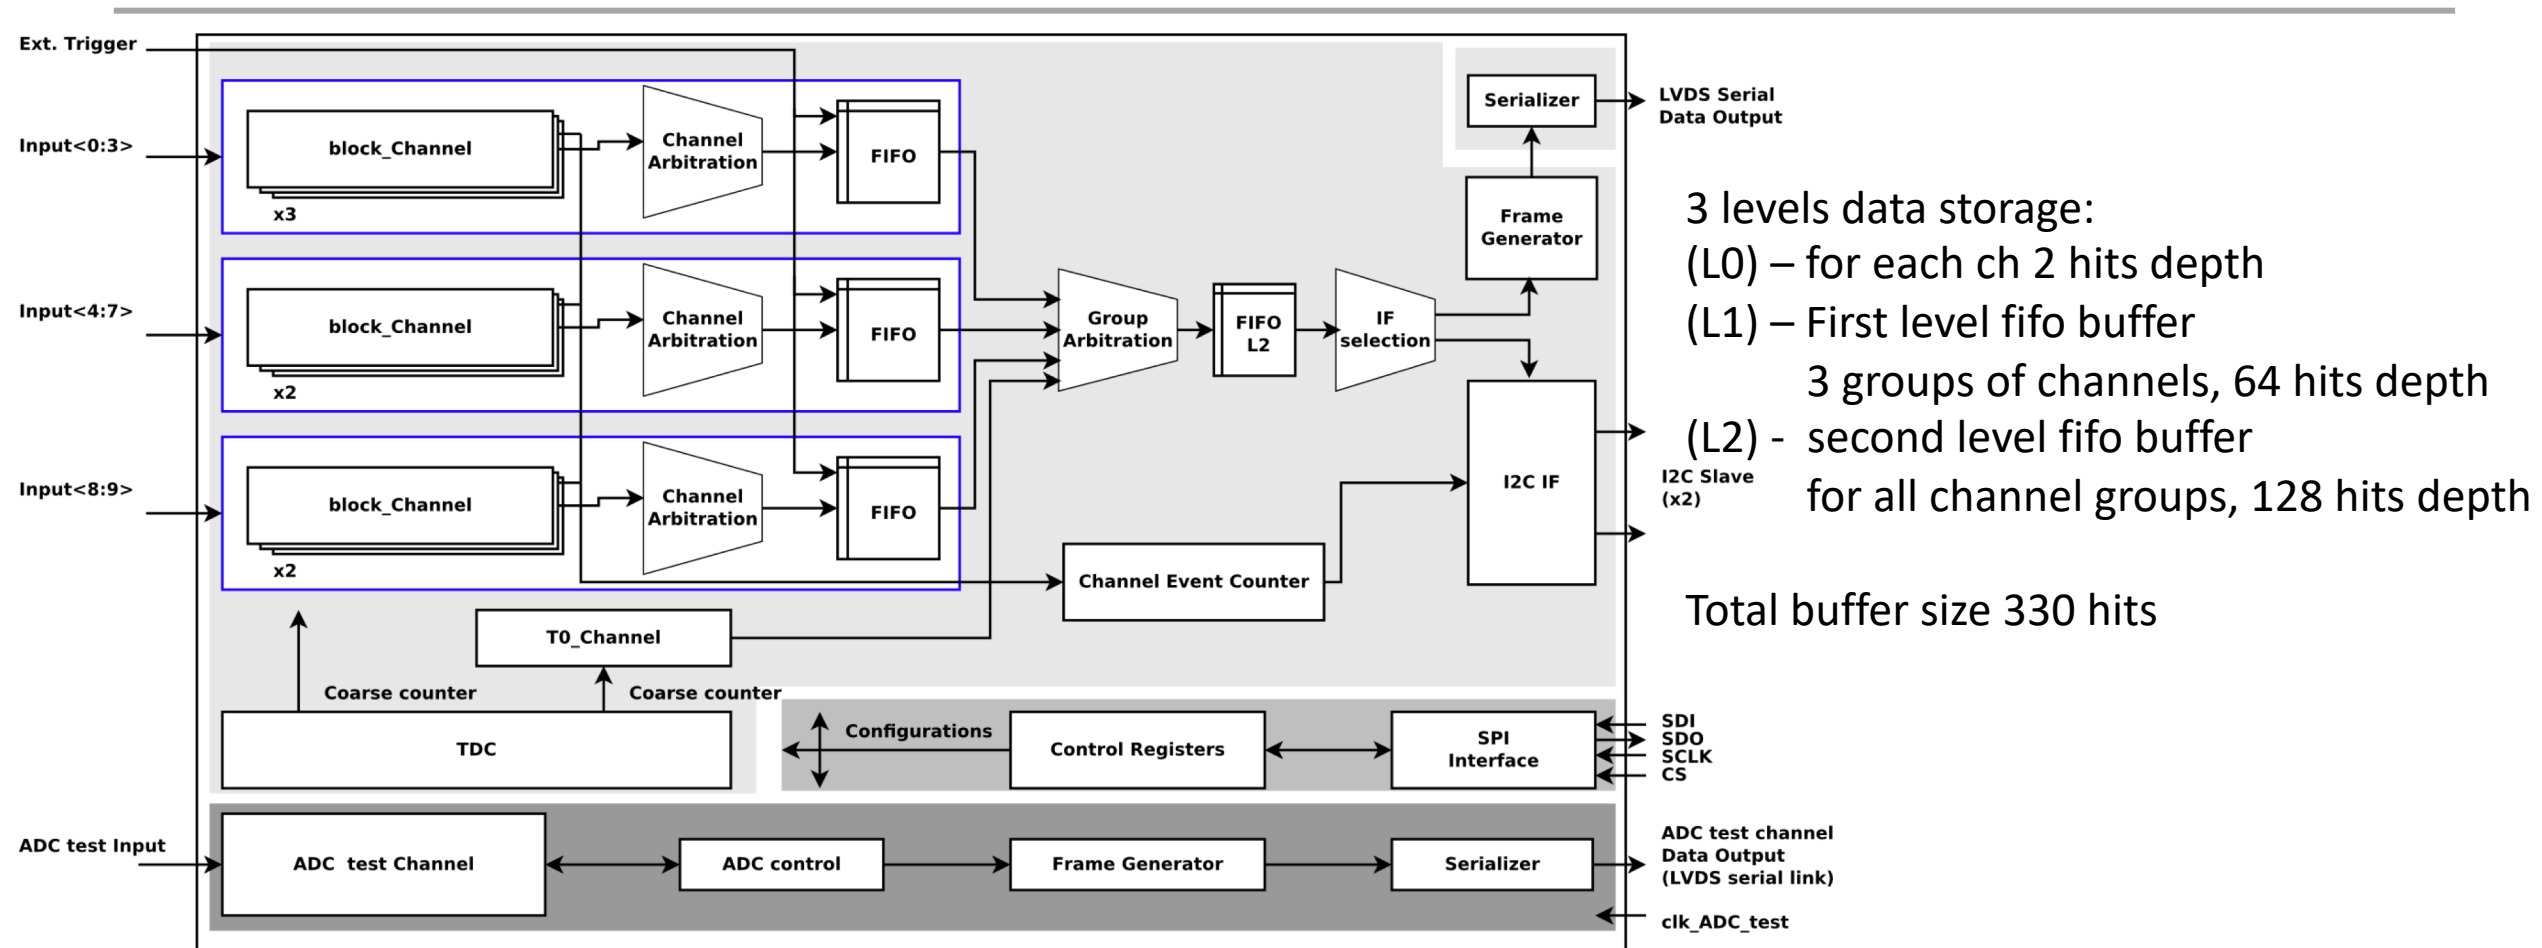 Ext. Trigger
Input<0:3>
block_Channel
x3
Channel
Arbitration
FIFO
Input<4:7>
block_Channel
x2
Channel
Arbitration
FIFO
Input<8:9>
block_Channel
x2
Channel
Arbitration
FIFO
Group
Arbitration
FIFO
L2
IF
selection
Serializer
LVDS Serial
Data Output
Frame
Generator
I2C IF
I2C Slave
(x2)
Channel Event Counter
T0_Channel
Coarse counter
Coarse counter
TDC
Configurations
Control Registers
SPI
Interface
SDI
SDO
SCLK
CS
ADC test Input
ADC test Channel
ADC control
Frame Generator
Serializer
ADC test channel
Data Output
(LVDS serial link)
clk_ADC_test
3 levels data storage:
(L0) – for each ch 2 hits depth
(L1) – First level fifo buffer
3 groups of channels, 64 hits depth
(L2) - second level fifo buffer
for all channel groups, 128 hits depth
Total buffer size 330 hits